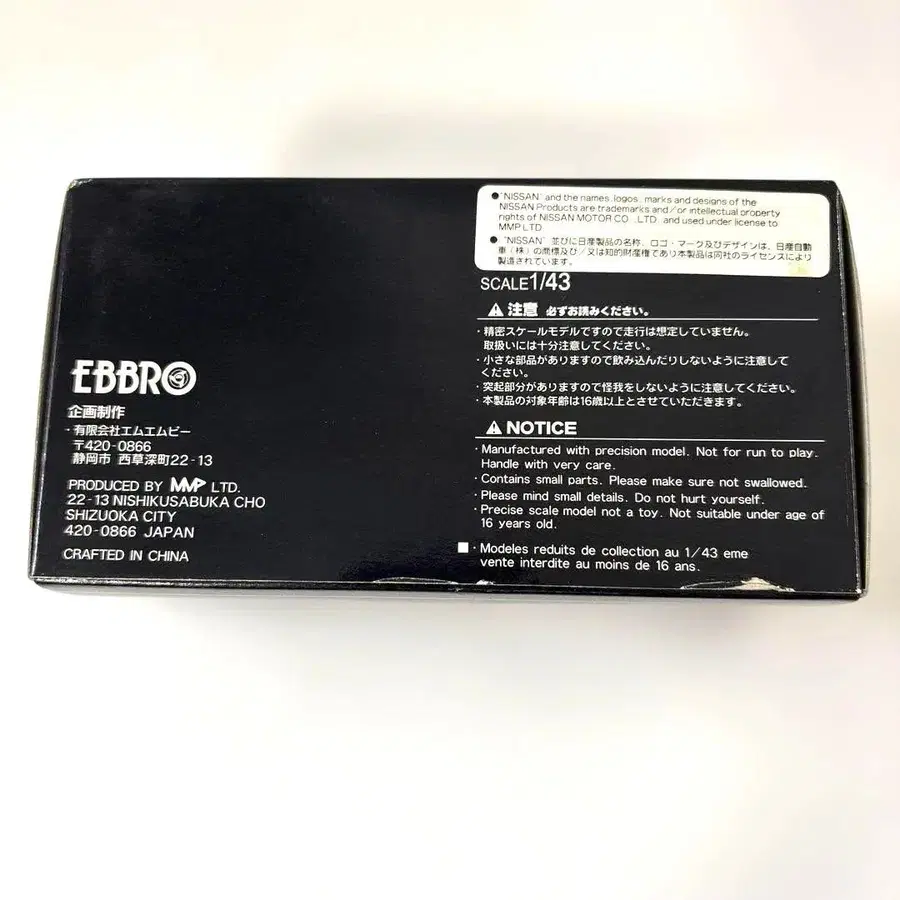 EBBRO
企画制作
・有限会社エムエムピー
〒420-0866
静岡市 西草深町22-13
PRODUCED BY MMP LTD.
22-13 NISHIKUSABUKA CHO
SHIZUOKA CITY
420-0866 JAPAN
CRAFTED IN CHINA
●"NISSAN" and the names, logos, marks and designs of the
NISSAN Products are trademarks and/or intellectual property
rights of NISSAN MOTOR CO .,LTD. and used under license to
MMP LTD.
●"NISSAN" 並びに日産製品の名称、ロゴ・マーク及びデザインは、日産自動
車(株)の商標及び/又は知的財産権であり本製品は同社のライセンスにより
製造されています。
SCALE1/43
⚠注意 必ずお読みください。
・精密スケールモデルですので走行は想定していません。
取扱いには十分注意してください。
・小さな部品がありますので飲み込んだりしないように注意して
ください。
・突起部分がありますので怪我をしないように注意してください。
・本製品の対象年齢は16歳以上とさせていただきます。
⚠NOTICE
・Manufactured with precision model. Not for run to play.
Handle with very care.
・Contains small parts. Please make sure not swallowed.
・Please mind small details. Do not hurt yourself.
・Precise scale model not a toy. Not suitable under age of
16 years old.
■・Modeles reduits de collection au 1/43 eme
vente interdite au moins de 16 ans.